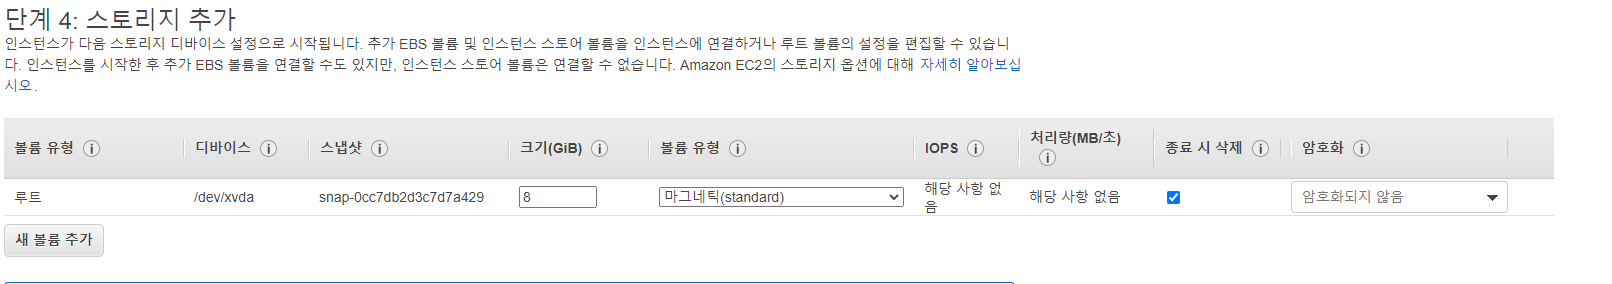 단계 4: 스토리지 추가
인스턴스가 다음 스토리지 디바이스 설정으로 시작됩니다. 추가 EBS 볼륨 및 인스턴스 스토어 볼륨을 인스턴스에 연결하거나 루트 볼륨의 설정을 편집할 수 있습니
다. 인스턴스를 시작한 후 추가 EBS 볼륨을 연결할 수도 있지만, 인스턴스 스토어 볼륨은 연결할 수 없습니다. Amazon EC2의 스토리지 옵션에 대해 자세히 알아보십
시오.
볼륨 유형 i 디바이스 i 스냅샷 i 크기(GiB) i 볼륨 유형 i IOPS i 처리량(MB/초) i 종료 시 삭제 i 암호화 i
루트 /dev/xvda snap-0cc7db2d3c7d7a429 8 마그네틱(standard) 해당 사항 없음 해당 사항 없음 암호화되지 않음
새 볼륨 추가